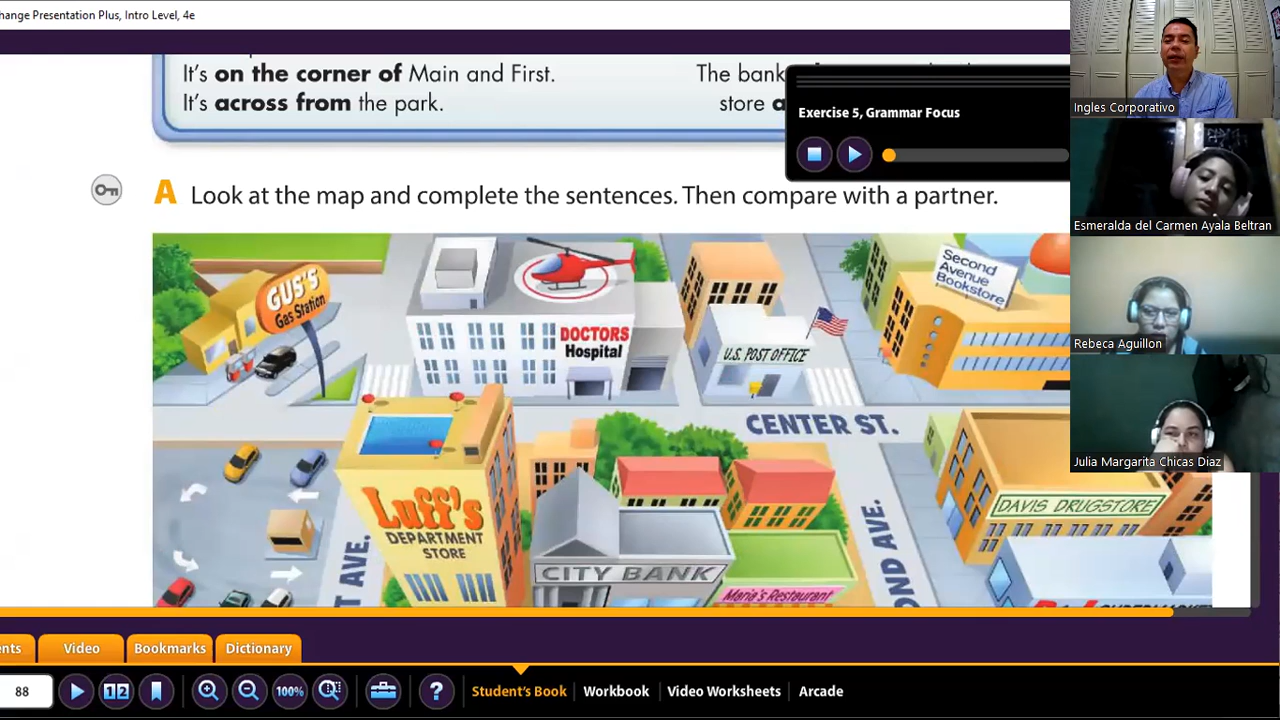 hange Presentation Plus, Intro Level, 4e
It's on the corner of Main and First.
The bank
It's across from the park.
store a
Exercise 5, Grammar Focus
Ingles Corporativo
A Look at the map and complete the sentences. Then compare with a partner.
Esmeralda del Carmen Ayala Beltran
GUS'S
Gas Station
DOCTORS
Hospital
U.S. POST OFFICE
Second
Avenue
Bookstore
Rebeca Aguillon
CENTER ST.
Julia Margarita Chicas Diaz
Luff's
DEPARTMENT
STORE
T AVE.
CITY BANK
Maria's Restaurant
OND AVE.
DAVIS DRUGSTORE
ents
Video
Bookmarks
Dictionary
88
1 2
100%
?
Student's Book
Workbook
Video Worksheets
Arcade